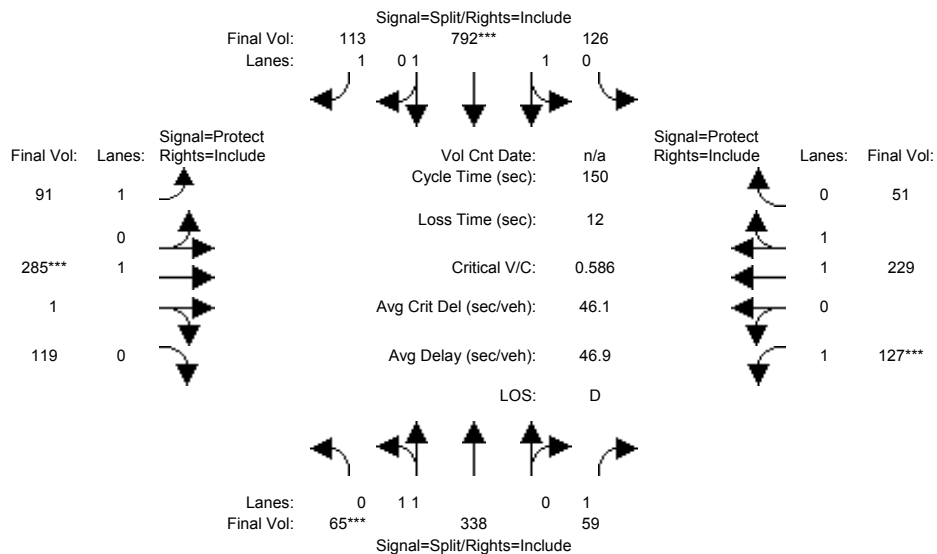 Signal=Split/Rights=Include
Final Vol: 113 792*** 126
Lanes: 1 0 1 1 0
Signal=Protect
Final Vol: Lanes: Rights=Include
Vol Cnt Date: n/a
Signal=Protect
Rights=Include Lanes: Final Vol:
Cycle Time (sec): 150
91 1
0 51
Loss Time (sec): 12
0
1
285*** 1
Critical V/C: 0.586
1 229
1
Avg Crit Del (sec/veh): 46.1
0
119 0
Avg Delay (sec/veh): 46.9
1 127***
LOS: D
Lanes: 0 1 1 0 1
Final Vol: 65*** 338 59
Signal=Split/Rights=Include